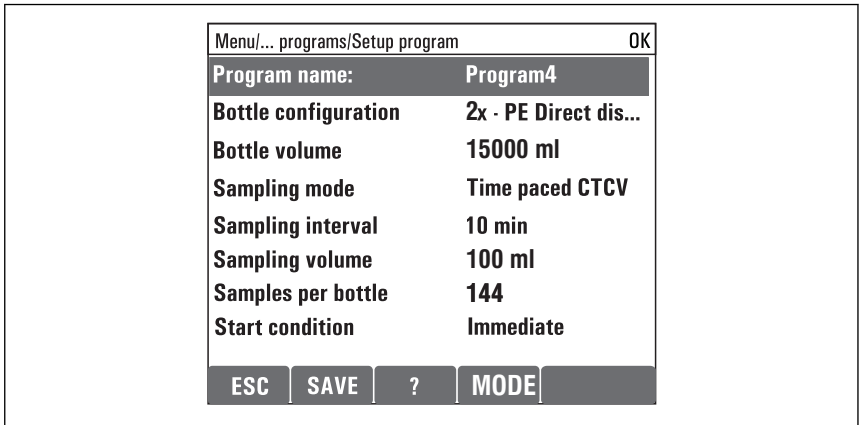 Menu/... programs/Setup program OK
Program name: Program4
Bottle configuration 2x - PE Direct dis...
Bottle volume 15000 ml
Sampling mode Time paced CTCV
Sampling interval 10 min
Sampling volume 100 ml
Samples per bottle 144
Start condition Immediate
ESC SAVE ? MODE